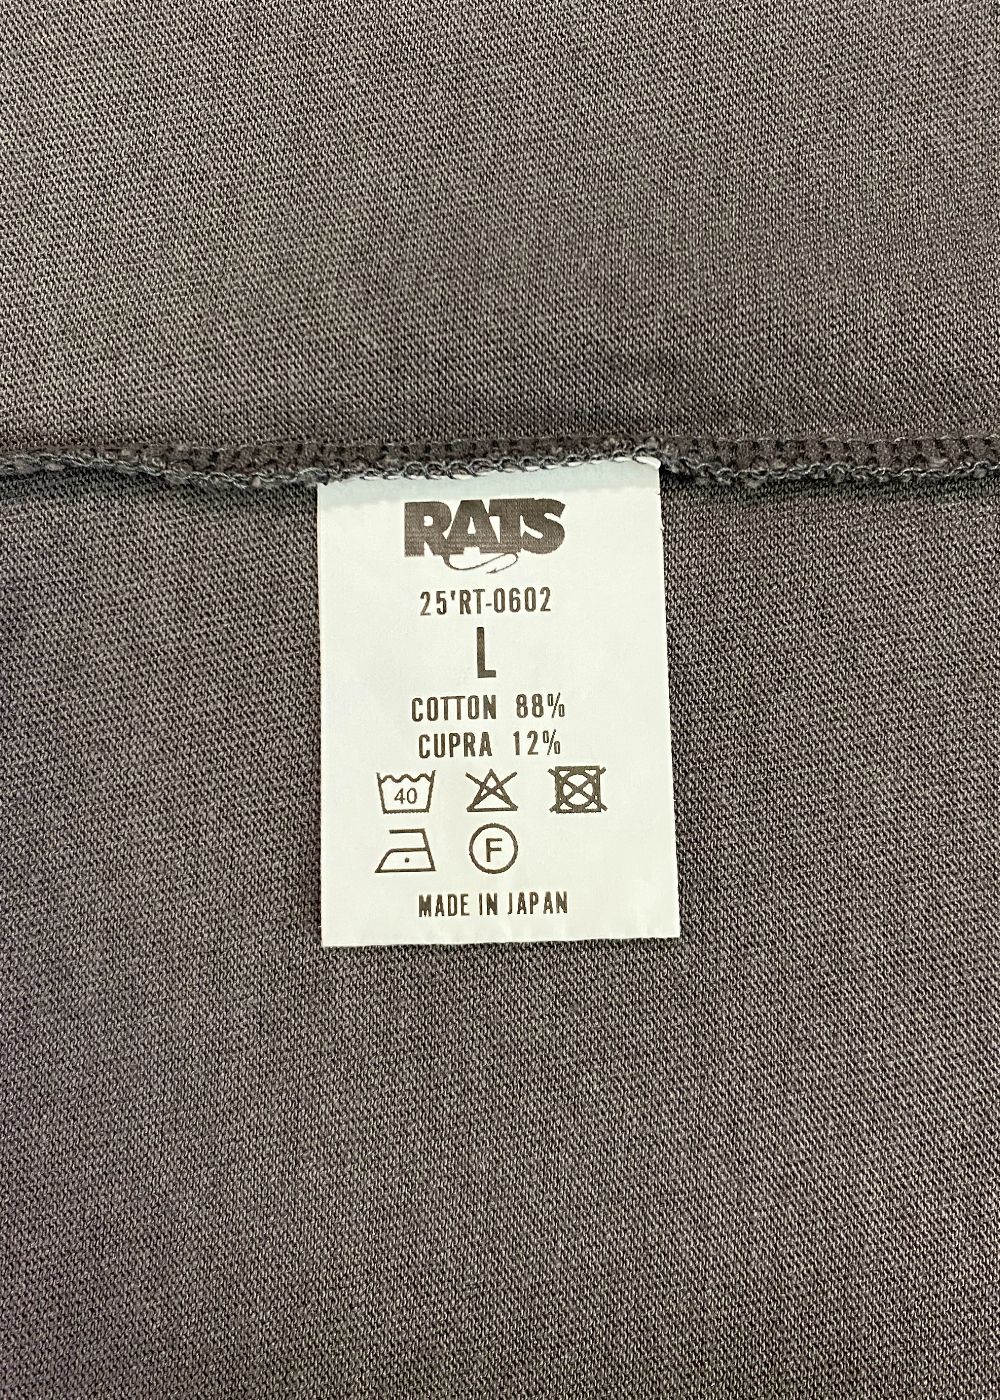 RATS
25'RT-0602
L
COTTON 88%
CUPRA 12%
40
F
MADE IN JAPAN